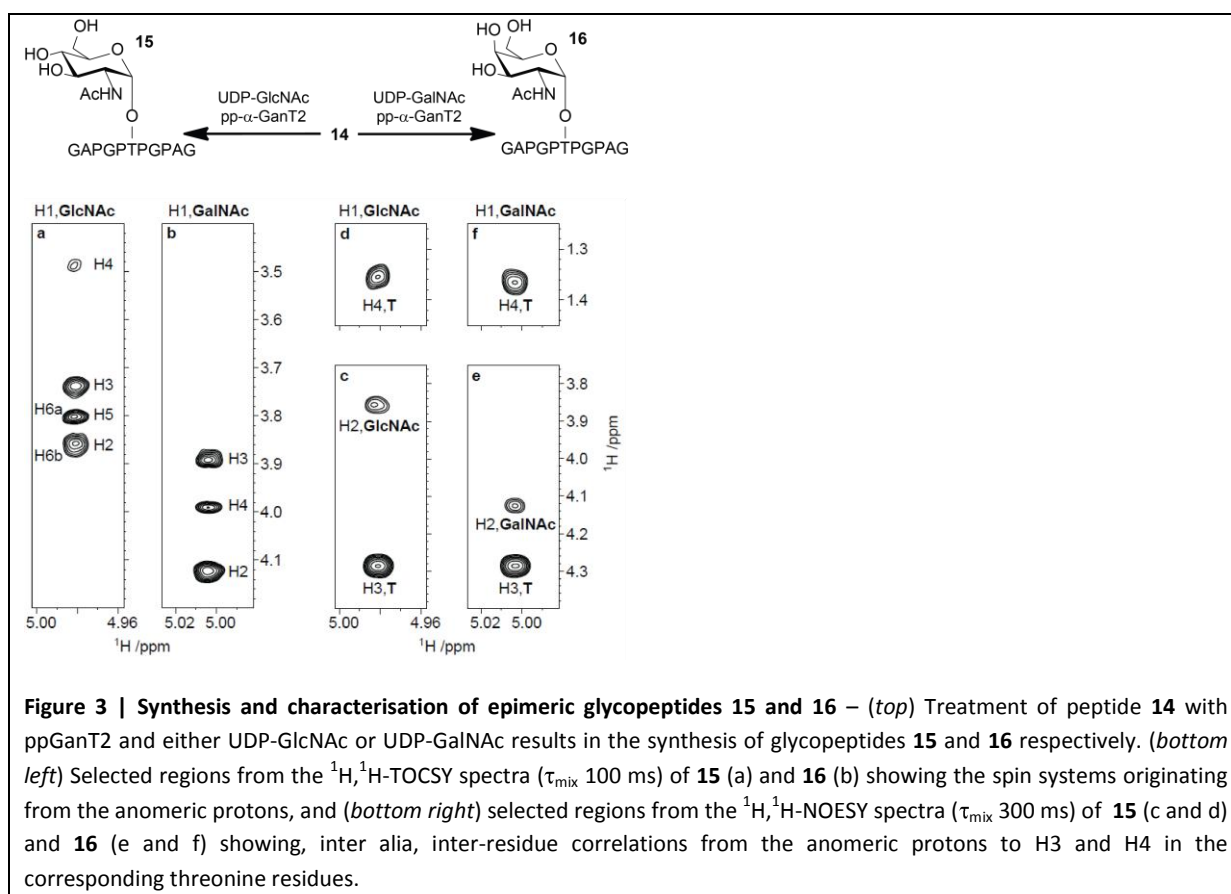 OH
15
HO
O
HO
AcHN
O
GAPGPTPGPAG
UDP-GlcNAc
pp-α-GanT2
14
UDP-GalNAc
pp-α-GanT2
OH
HO
16
O
HO
AcHN
O
GAPGPTPGPAG
H1,GlcNAc
a
H4
H3
H6a
H5
H2
H6b
5.00
4.96
H1,GalNAc
b
H3
H4
H2
3.5
3.6
3.7
3.8
3.9
4.0
4.1
5.02
5.00
¹H /ppm
H1,GlcNAc
d
H4,T
H1,GalNAc
f
H4,T
1.3
1.4
c
H2,GlcNAc
H3,T
e
H2,GalNAc
H3,T
3.8
3.9
4.0
4.1
4.2
4.3
¹H /ppm
5.00
4.96
5.02
5.00
¹H /ppm
Figure 3 | Synthesis and characterisation of epimeric glycopeptides 15 and 16 – (top) Treatment of peptide 14 with
ppGanT2 and either UDP-GlcNAc or UDP-GalNAc results in the synthesis of glycopeptides 15 and 16 respectively. (bottom
left) Selected regions from the ¹H,¹H-TOCSY spectra (τmix 100 ms) of 15 (a) and 16 (b) showing the spin systems originating
from the anomeric protons, and (bottom right) selected regions from the ¹H,¹H-NOESY spectra (τmix 300 ms) of 15 (c and d)
and 16 (e and f) showing, inter alia, inter-residue correlations from the anomeric protons to H3 and H4 in the
corresponding threonine residues.